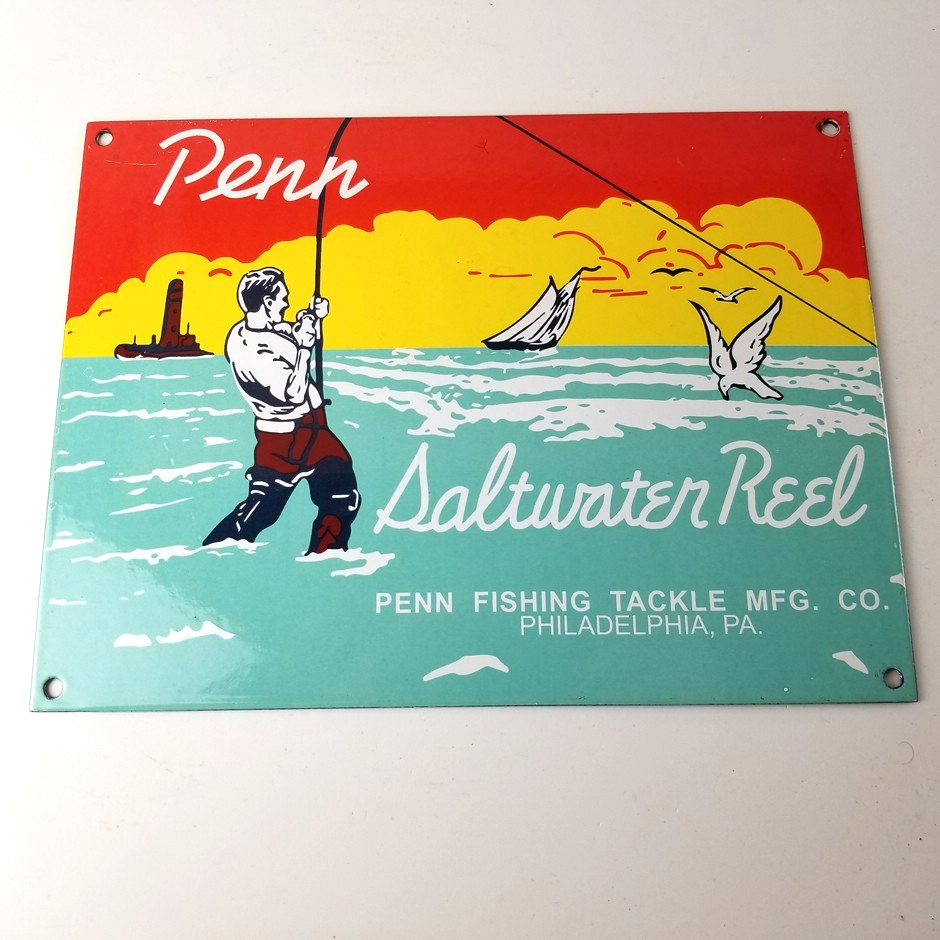 Penn
Saltwater Reel
PENN FISHING TACKLE MFG. CO.
PHILADELPHIA, PA.